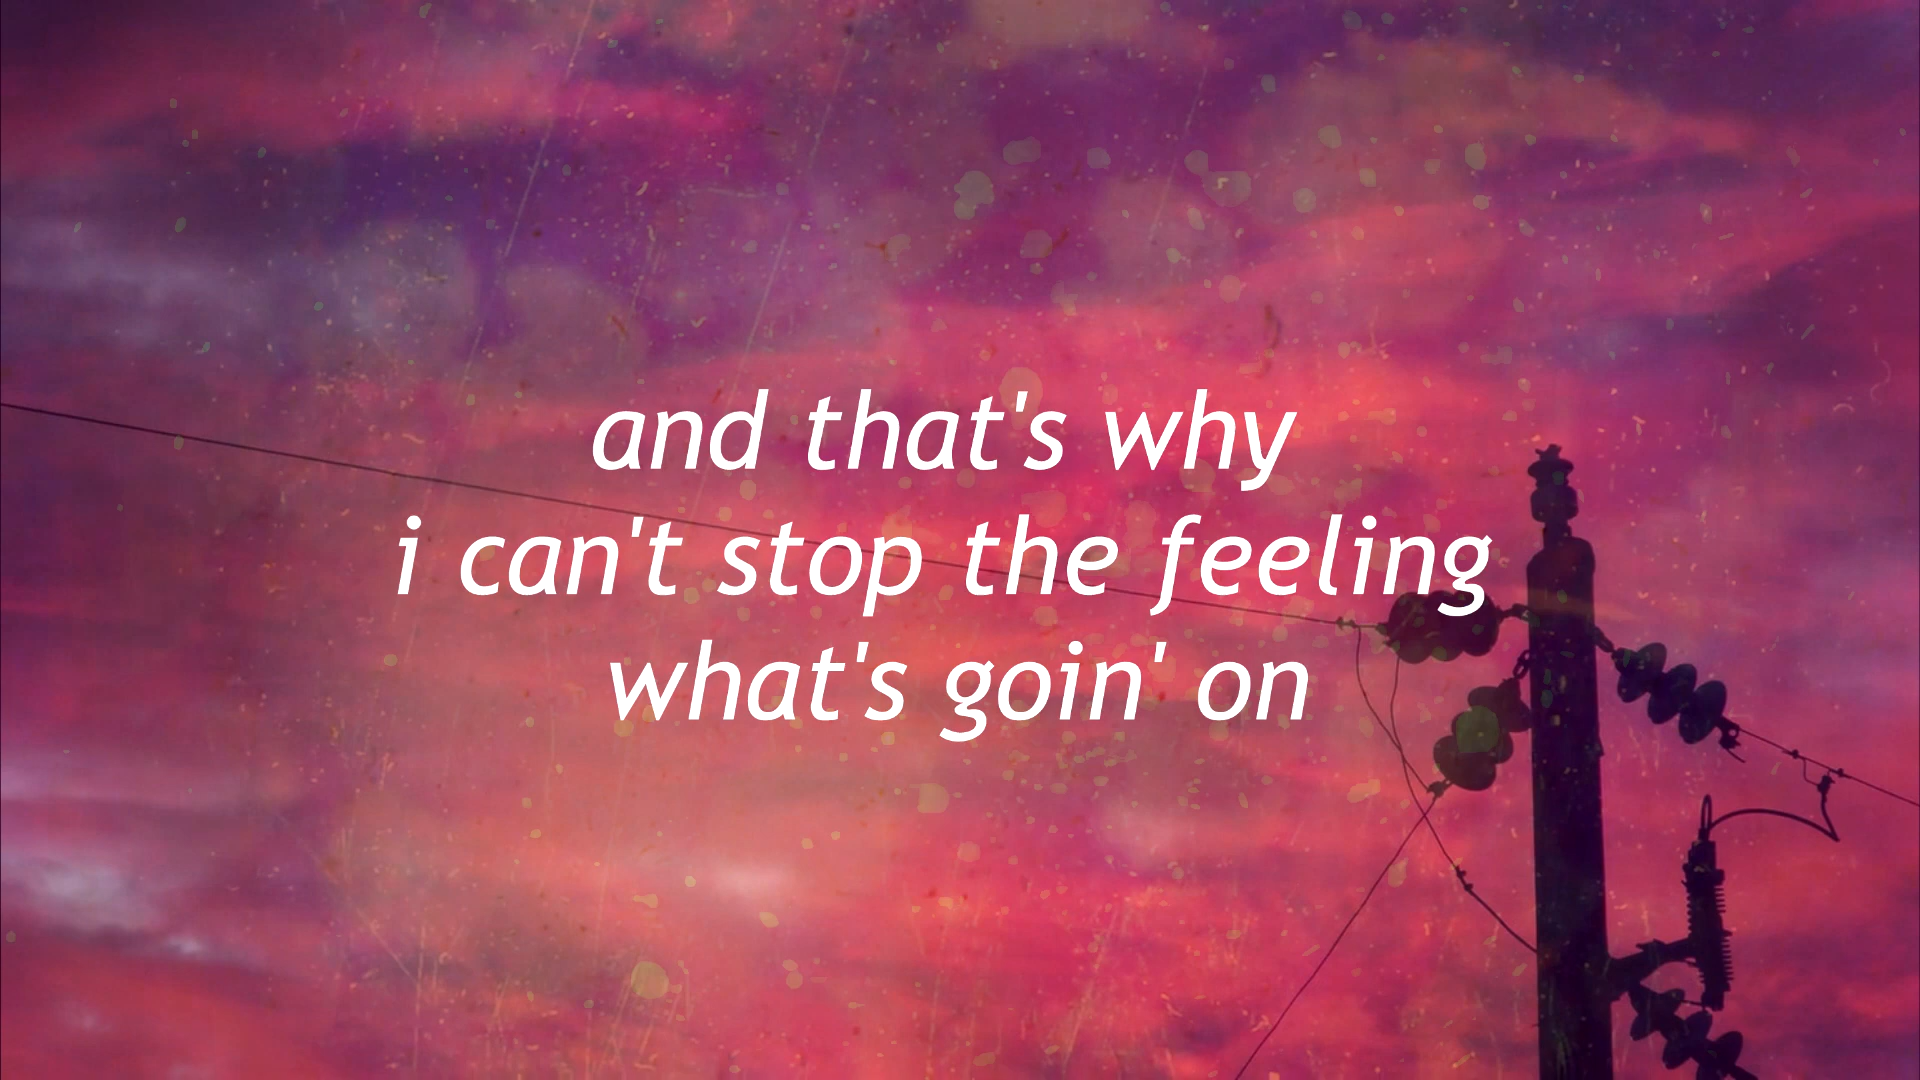 and that's why
i can't stop the feeling
what's goin' on